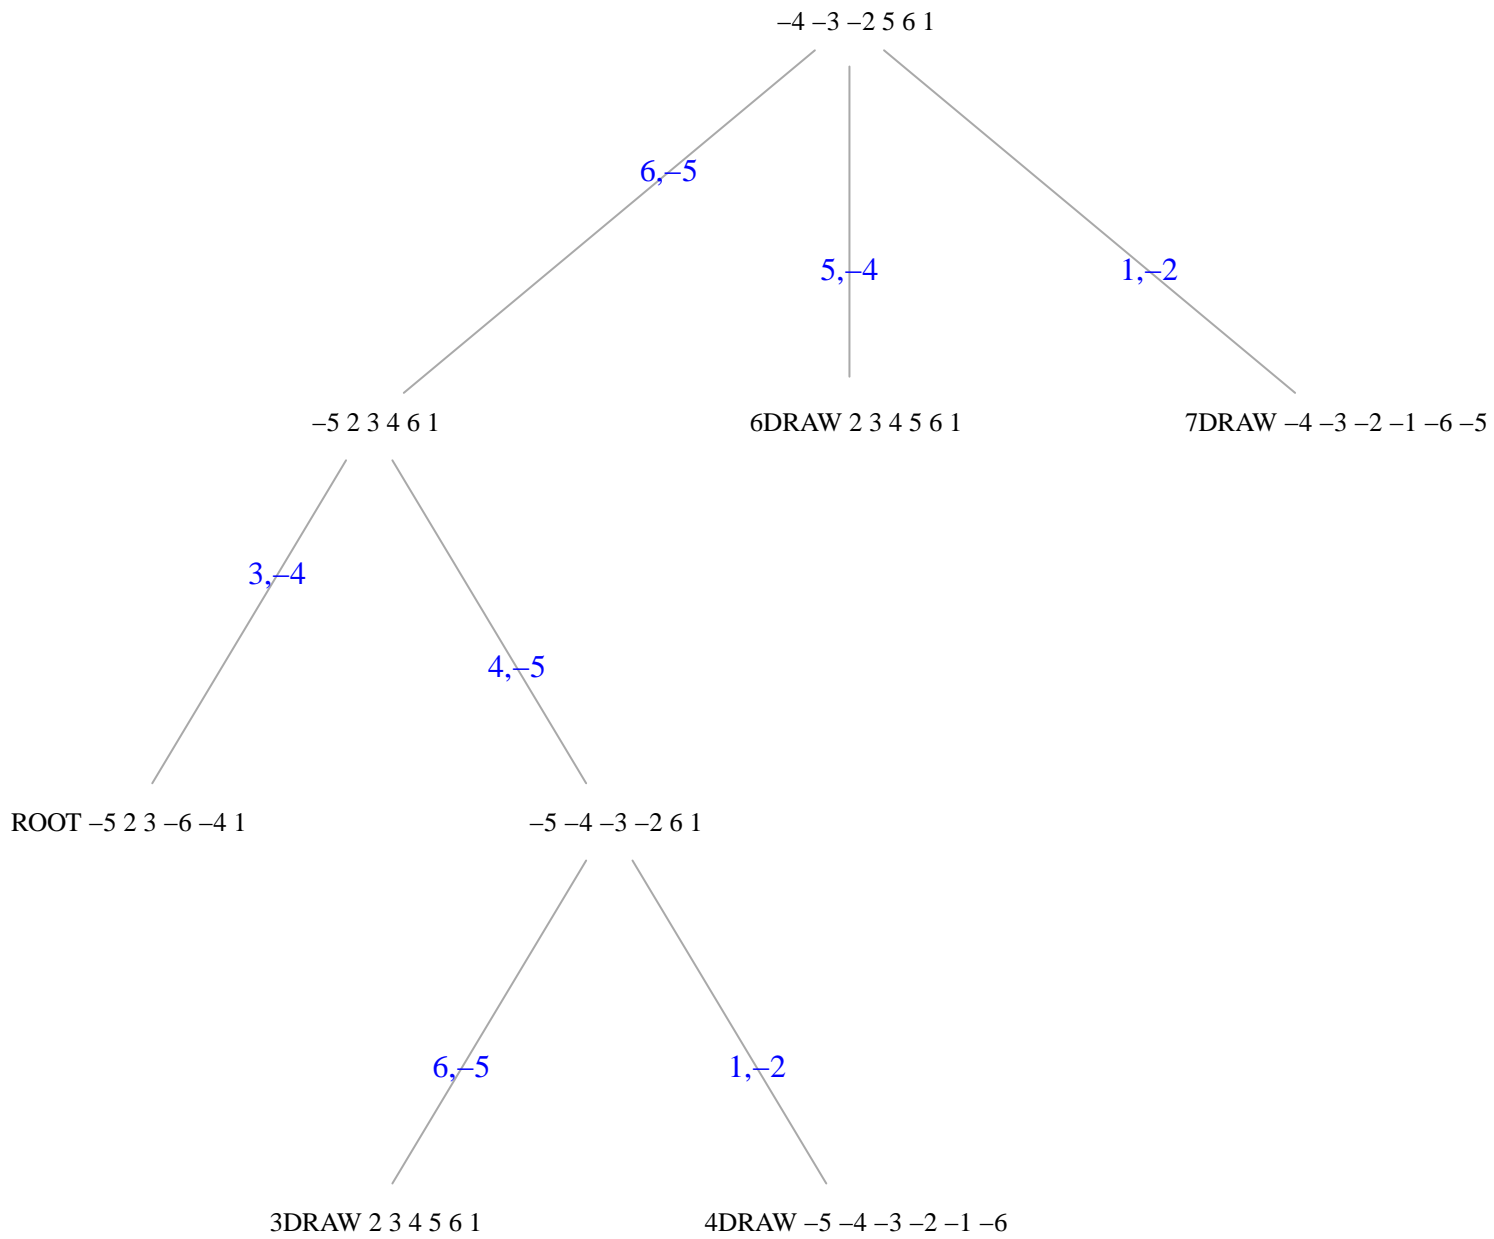 –4 –3 –2 5 6 1
6,–5
5,–4
1,–2
–5 2 3 4 6 1
6DRAW 2 3 4 5 6 1
7DRAW –4 –3 –2 –1 –6 –5
3,–4
4,–5
ROOT –5 2 3 –6 –4 1
–5 –4 –3 –2 6 1
6,–5
1,–2
3DRAW 2 3 4 5 6 1
4DRAW –5 –4 –3 –2 –1 –6